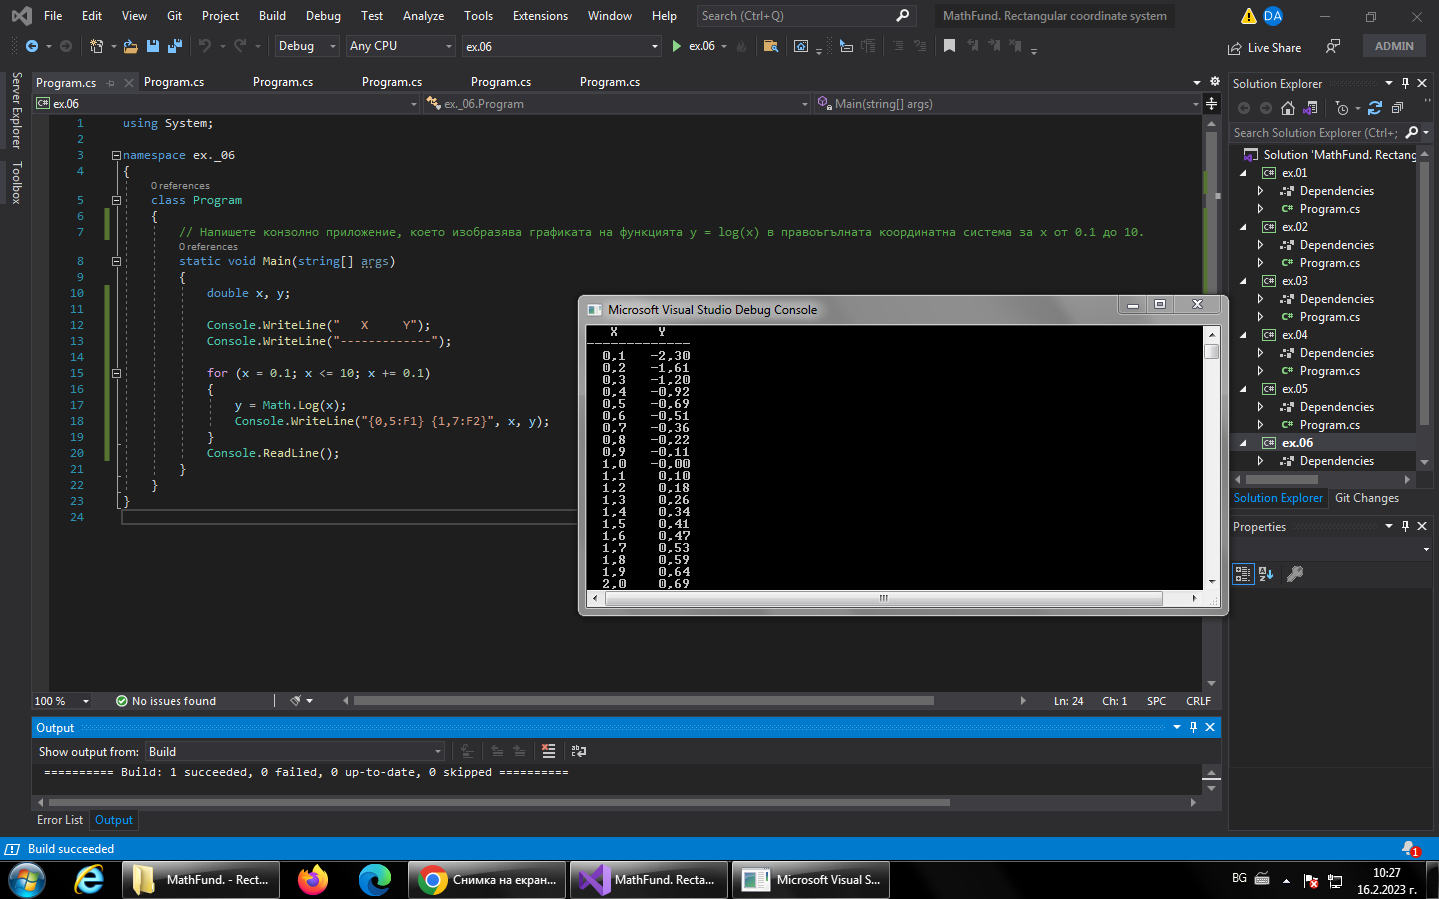 File Edit View Git Project Build Debug Test Analyze Tools Extensions Window Help Search (Ctrl+Q) MathFund. Rectangular coordinate system DA
Debug Any CPU ex.06 ex.06 Live Share ADMIN
Server Explorer
Toolbox
Program.cs Program.cs Program.cs Program.cs Program.cs Program.cs
C# ex.06 ex._06.Program Main(string[] args)
1 using System;
2
3 namespace ex._06
4 {
0 references
5 class Program
6 {
7 // Напишете конзолно приложение, което изобразява графиката на функцията y = log(x) в правоъгълната координатна система за x от 0.1 до 10.
0 references
8 static void Main(string[] args)
9 {
10 double x, y;
11
12 Console.WriteLine("   X     Y");
13 Console.WriteLine("-------------");
14
15 for (x = 0.1; x <= 10; x += 0.1)
16 {
17 y = Math.Log(x);
18 Console.WriteLine("{0,5:F1} {1,7:F2}", x, y);
19 }
20 Console.ReadLine();
21 }
22 }
23 }
24
Microsoft Visual Studio Debug Console
X Y
-------------
0,1 -2,30
0,2 -1,61
0,3 -1,20
0,4 -0,92
0,5 -0,69
0,6 -0,51
0,7 -0,36
0,8 -0,22
0,9 -0,11
1,0 -0,00
1,1 0,10
1,2 0,18
1,3 0,26
1,4 0,34
1,5 0,41
1,6 0,47
1,7 0,53
1,8 0,59
1,9 0,64
2,0 0,69
Solution Explorer
Search Solution Explorer (Ctrl+;
Solution 'MathFund. Rectang
C# ex.01
Dependencies
C# Program.cs
C# ex.02
Dependencies
C# Program.cs
C# ex.03
Dependencies
C# Program.cs
C# ex.04
Dependencies
C# Program.cs
C# ex.05
Dependencies
C# Program.cs
C# ex.06
Dependencies
Solution Explorer Git Changes
Properties
100 % No issues found Ln: 24 Ch: 1 SPC CRLF
Output
Show output from: Build
========== Build: 1 succeeded, 0 failed, 0 up-to-date, 0 skipped ==========
Error List Output
Build succeeded 1
MathFund. - Rect... Снимка на екран... MathFund. Recta... Microsoft Visual S... BG 10:27
16.2.2023 г.